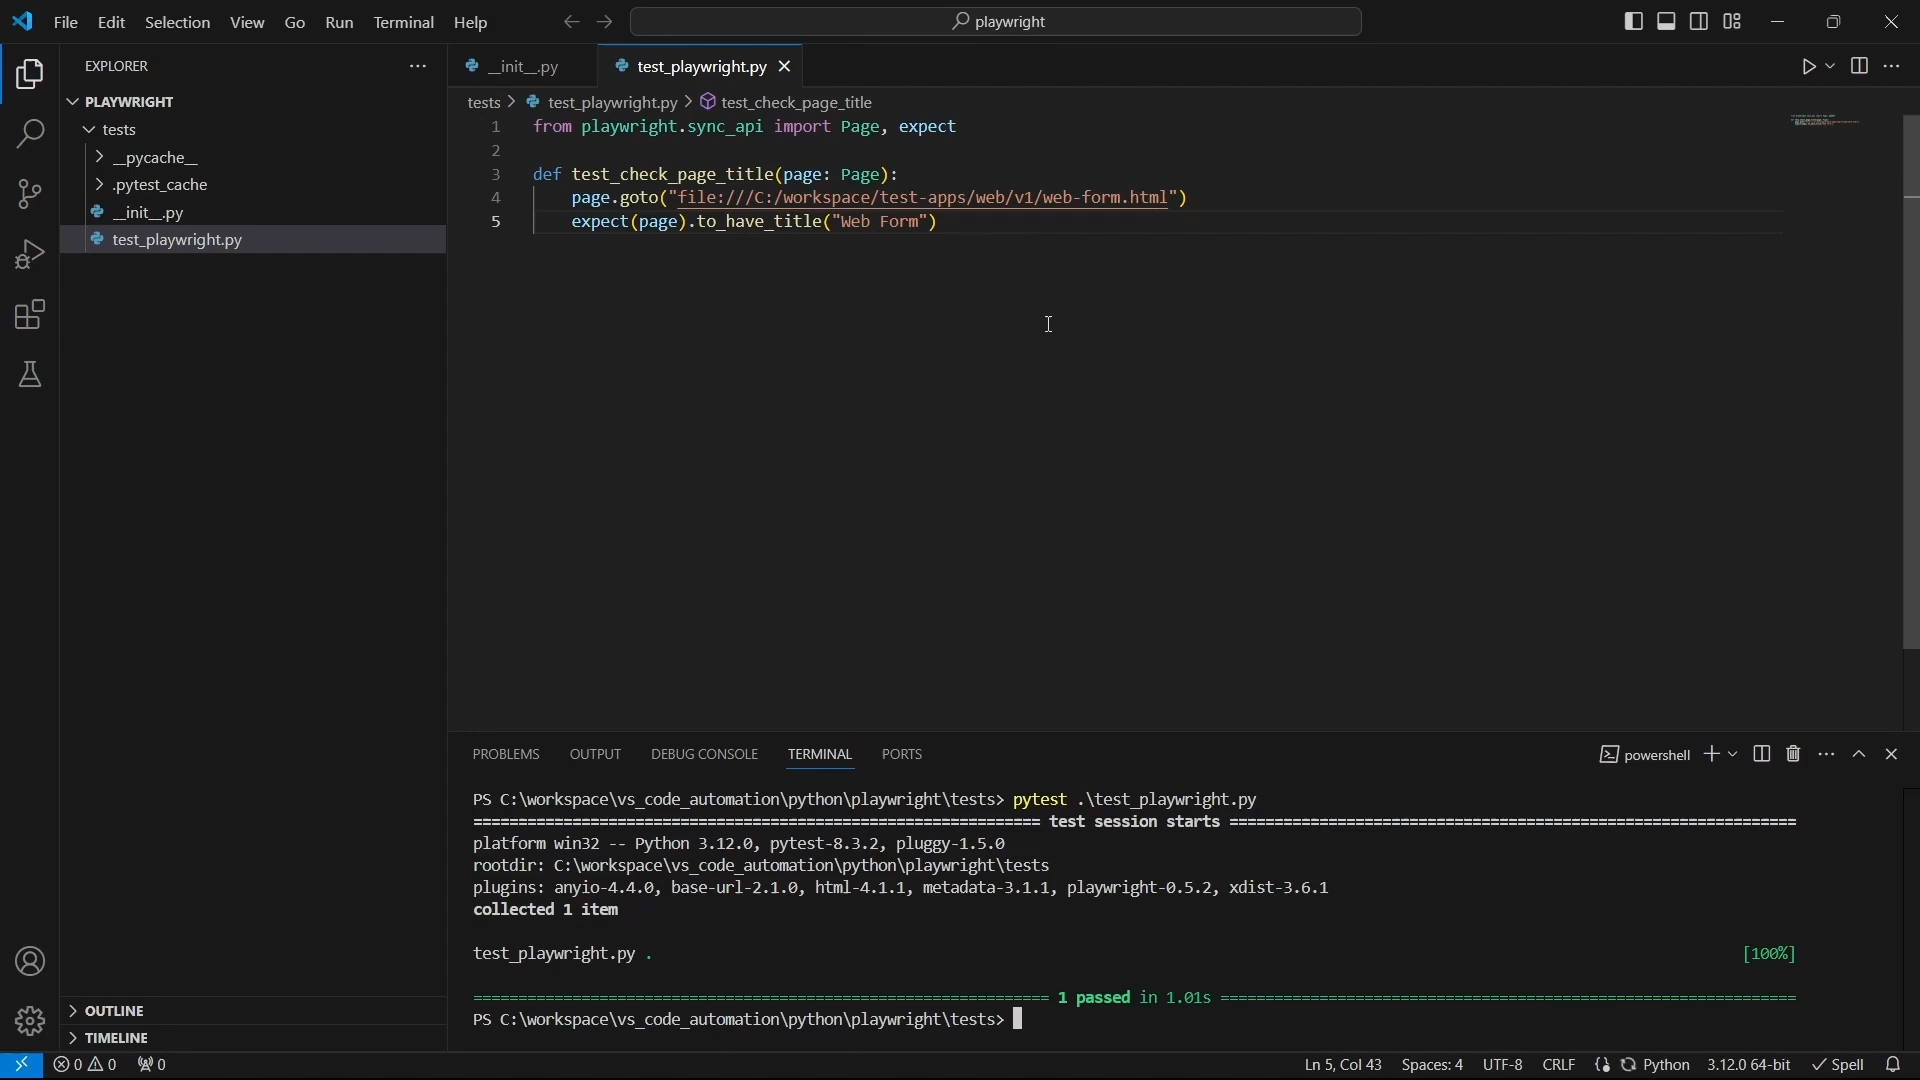 File Edit Selection View Go Run Terminal Help
playwright
EXPLORER
PLAYWRIGHT
tests
__pycache__
.pytest_cache
__init__.py
test_playwright.py
OUTLINE
TIMELINE
__init__.py
test_playwright.py
tests > test_playwright.py > test_check_page_title
1 from playwright.sync_api import Page, expect
2
3 def test_check_page_title(page: Page):
4 page.goto("file:///C:/workspace/test-apps/web/v1/web-form.html")
5 expect(page).to_have_title("Web Form")
PROBLEMS OUTPUT DEBUG CONSOLE TERMINAL PORTS
powershell
PS C:\workspace\vs_code_automation\python\playwright\tests> pytest .\test_playwright.py
=============================================================== test session starts ===============================================================
platform win32 -- Python 3.12.0, pytest-8.3.2, pluggy-1.5.0
rootdir: C:\workspace\vs_code_automation\python\playwright\tests
plugins: anyio-4.4.0, base-url-2.1.0, html-4.1.1, metadata-3.1.1, playwright-0.5.2, xdist-3.6.1
collected 1 item
test_playwright.py . [100%]
================================================================ 1 passed in 1.01s ================================================================
PS C:\workspace\vs_code_automation\python\playwright\tests>
0 0 0
Ln 5, Col 43 Spaces: 4 UTF-8 CRLF Python 3.12.0 64-bit Spell